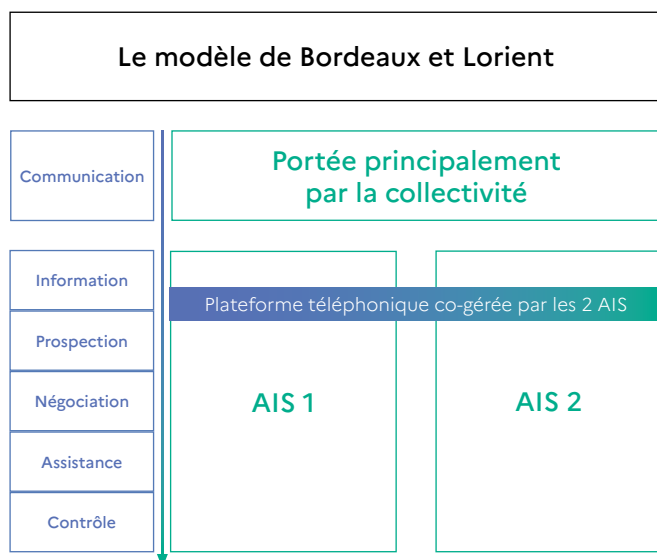 Le modèle de Bordeaux et Lorient
Communication
Portée principalement
par la collectivité
Information
Plateforme téléphonique co-gérée par les 2 AIS
Prospection
Négociation
AIS 1
AIS 2
Assistance
Contrôle